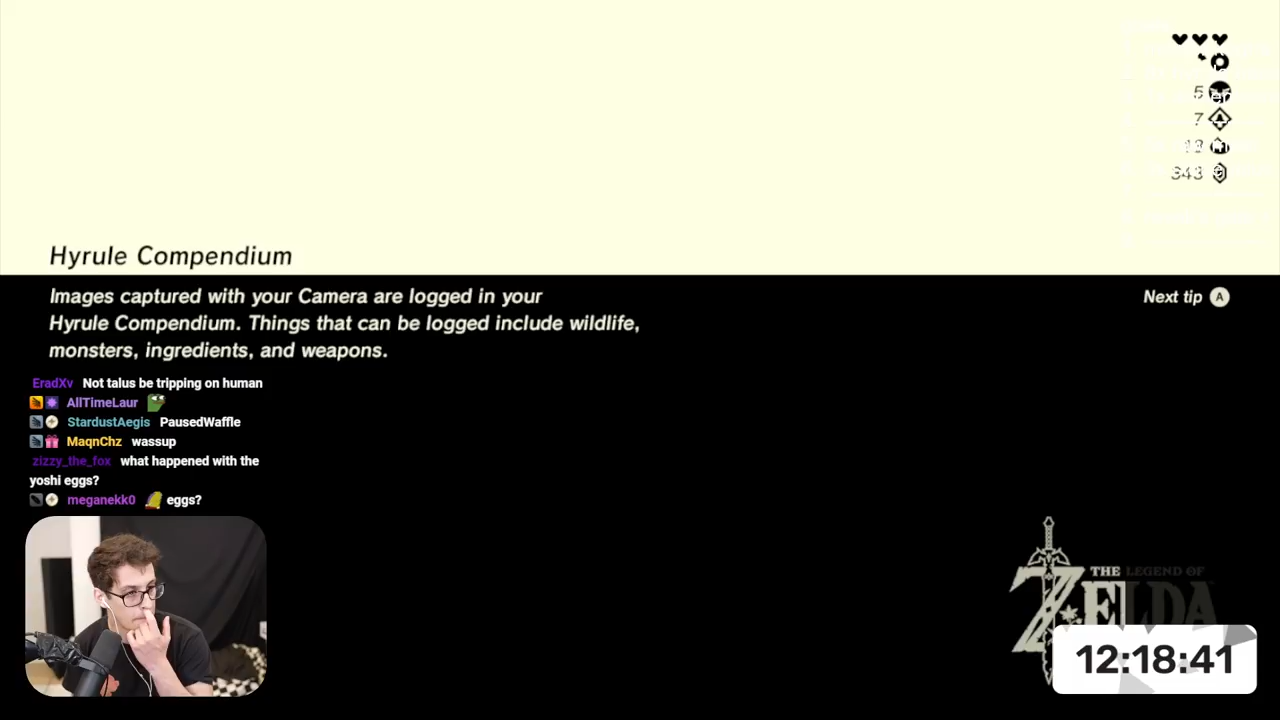 5
7
343
Hyrule Compendium
Images captured with your Camera are logged in your
Hyrule Compendium. Things that can be logged include wildlife,
monsters, ingredients, and weapons.
Next tip A
EradXv Not talus be tripping on human
AllTimeLaur
StardustAegis PausedWaffle
MaqnChz wassup
zizzy_the_fox what happened with the
yoshi eggs?
meganekk0 eggs?
THE LEGEND OF
ZELDA
12:18:41